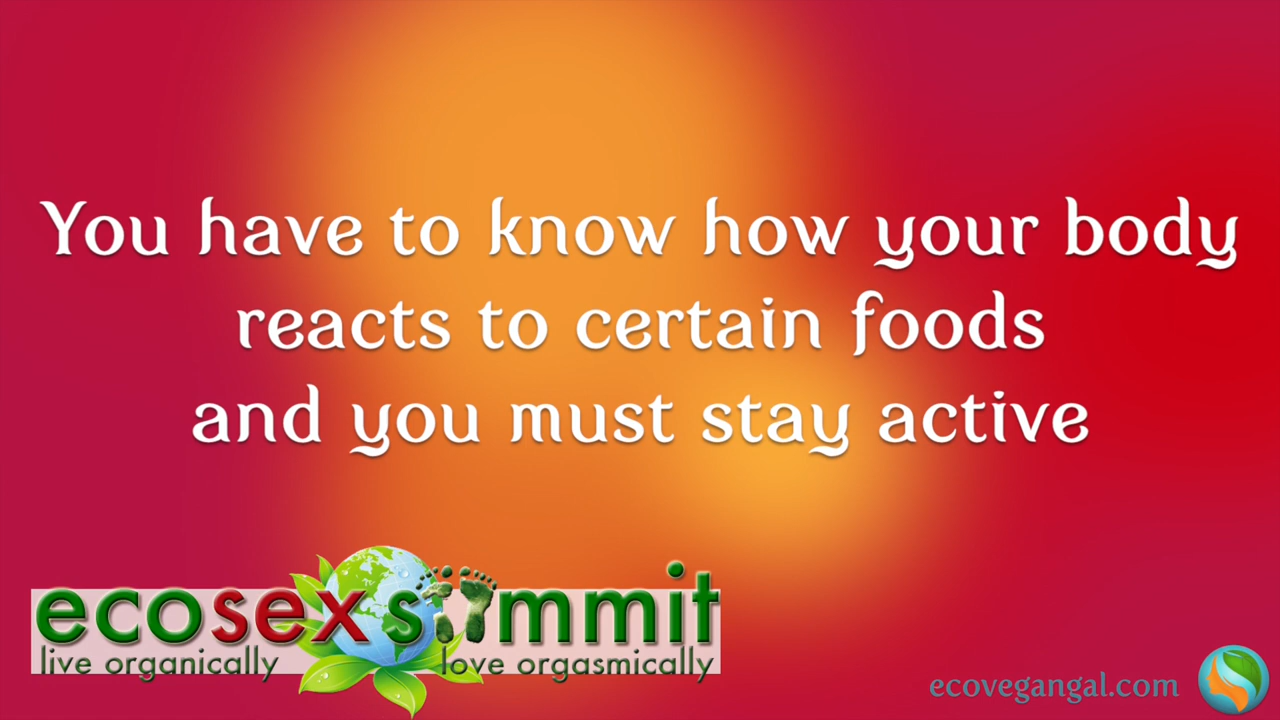 You have to know how your body
reacts to certain foods
and you must stay active
ecosexsummit
live organically love orgasmically
ecovegangal.com